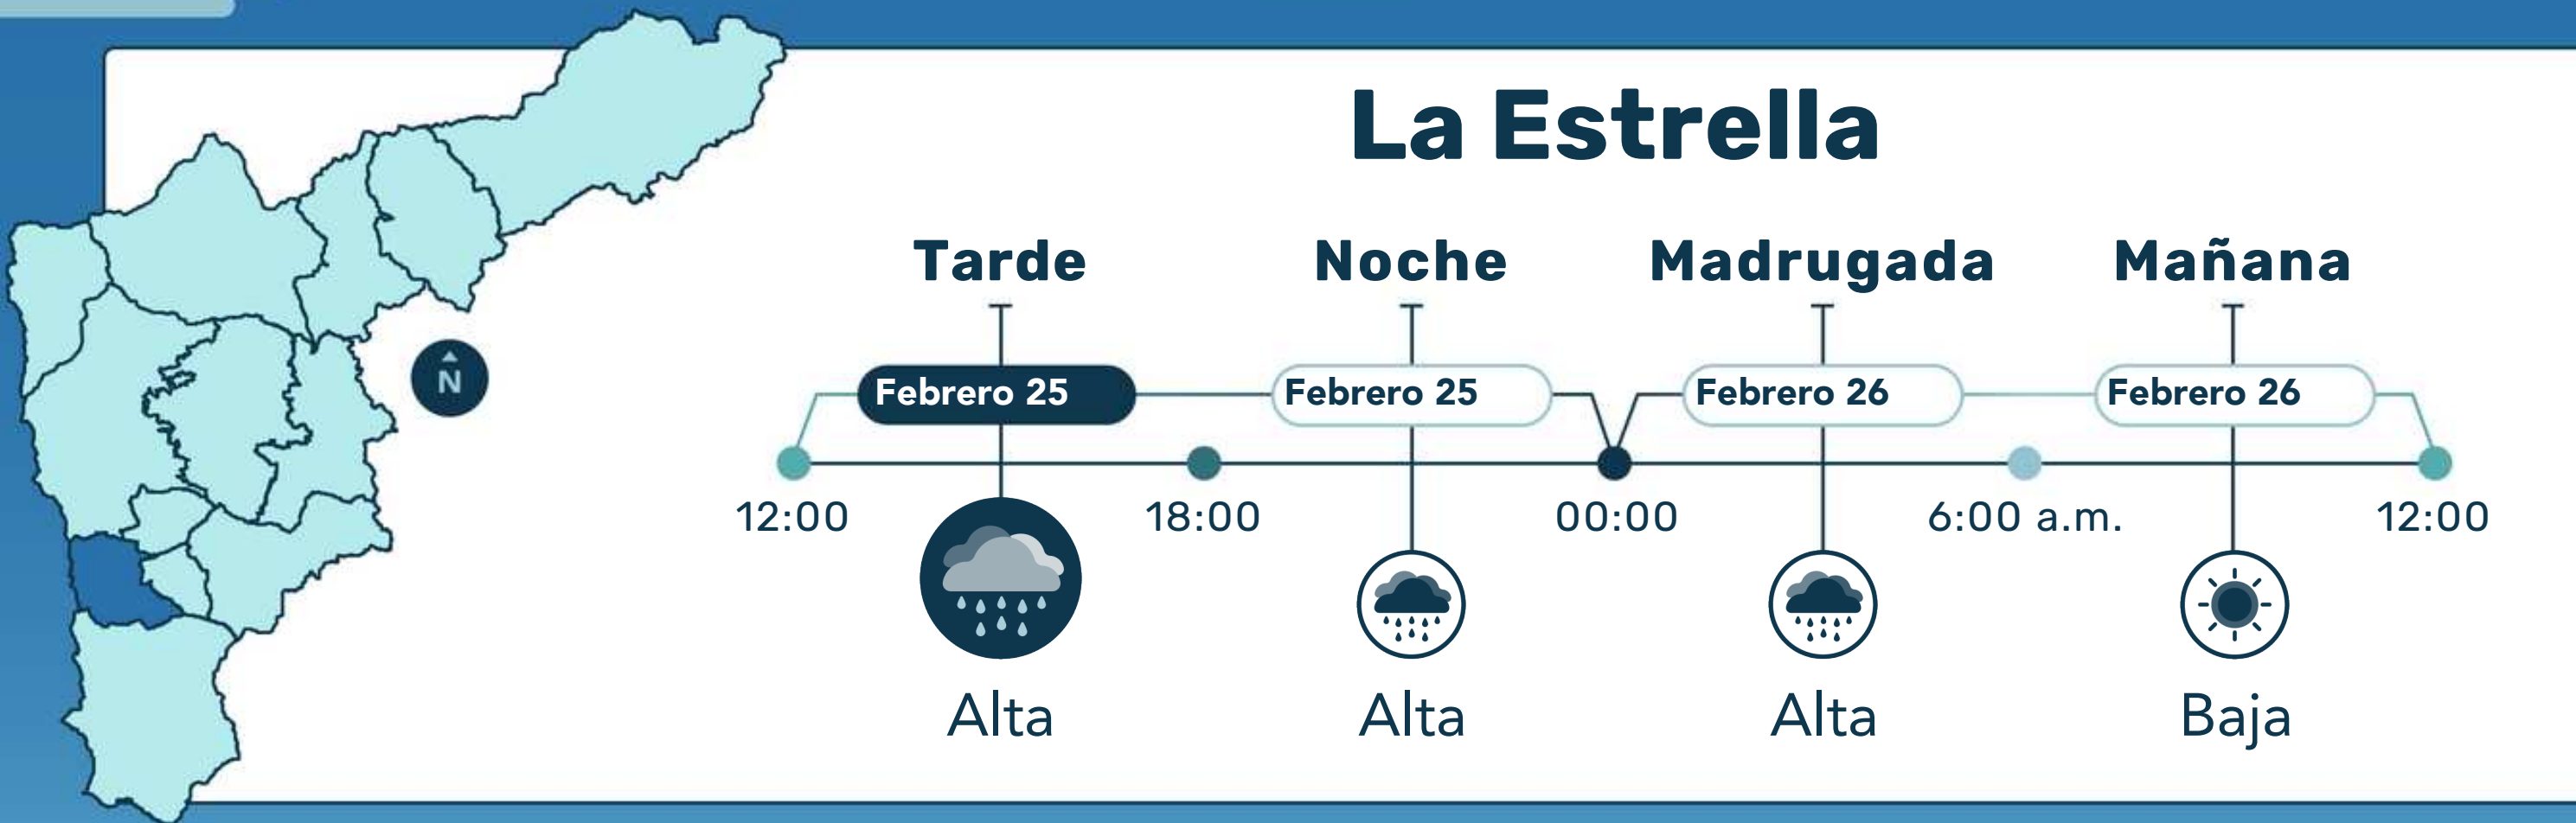 La Estrella
Tarde Noche Madrugada Mañana
Febrero 25 Febrero 25 Febrero 26 Febrero 26
N
12:00 18:00 00:00 6:00 a.m. 12:00
Alta Alta Alta Baja